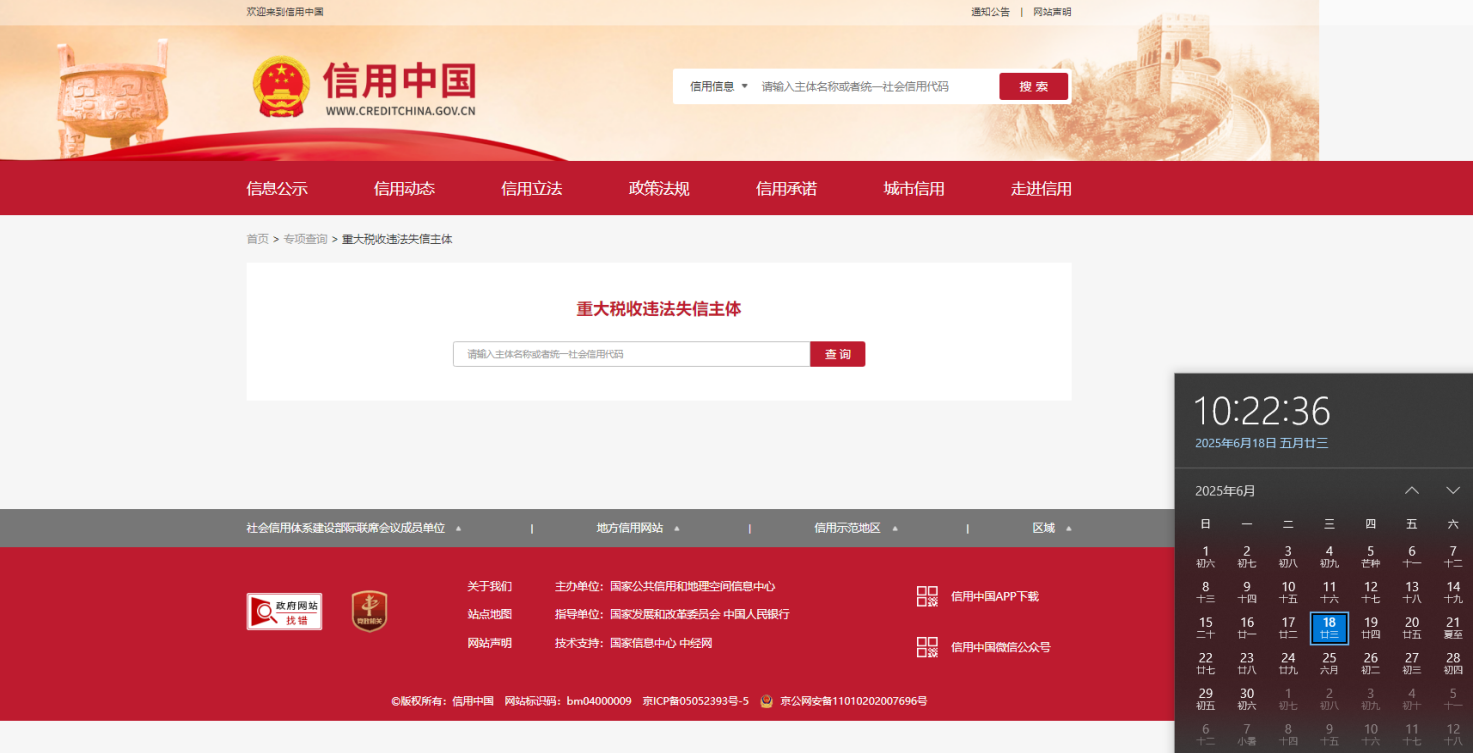 欢迎来到信用中国
通知公告 | 网站声明
信用中国
WWW.CREDITCHINA.GOV.CN
信用信息 请输入主体名称或者统一社会信用代码 搜 索
信息公示 信用动态 信用立法 政策法规 信用承诺 城市信用 走进信用
首页 > 专项查询 > 重大税收违法失信主体
重大税收违法失信主体
请输入主体名称或者统一社会信用代码 查 询
社会信用体系建设部际联席会议成员单位 | 地方信用网站 | 信用示范地区 | 区域
政府网站
找错
党政机关
关于我们
站点地图
网站声明
主办单位：国家公共信用和地理空间信息中心
指导单位：国家发展和改革委员会 中国人民银行
技术支持：国家信息中心 中经网
信用中国APP下载
信用中国微信公众号
©版权所有：信用中国 网站标识码：bm04000009 京ICP备05052393号-5 京公网安备11010202007696号
10:22:36
2025年6月18日 五月廿三
2025年6月
日 一 二 三 四 五 六
1 2 3 4 5 6 7
初六 初七 初八 初九 芒种 十一 十二
8 9 10 11 12 13 14
十三 十四 十五 十六 十七 十八 十九
15 16 17 18 19 20 21
二十 廿一 廿二 廿三 廿四 廿五 夏至
22 23 24 25 26 27 28
廿七 廿八 廿九 六月 初二 初三 初四
29 30 1 2 3 4 5
初五 初六 初七 初八 初九 初十 十一
6 7 8 9 10 11 12
十二 小暑 十四 十五 十六 十七 十八